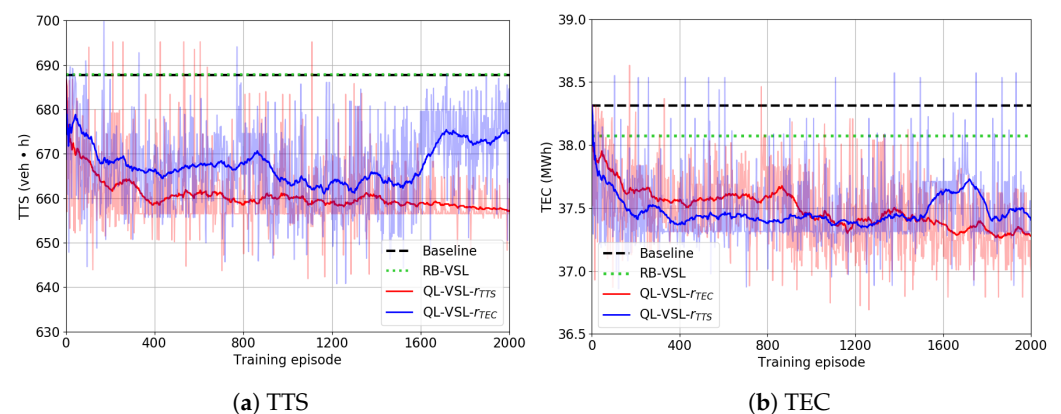 700
690
680
670
660
650
640
630
TTS (veh • h)
0
400
800
1200
1600
2000
Training episode
Baseline
RB-VSL
QL-VSL-r_TTS
QL-VSL-r_TEC
(a) TTS
39.0
38.5
38.0
37.5
37.0
36.5
TEC (MWh)
0
400
800
1200
1600
2000
Training episode
Baseline
RB-VSL
QL-VSL-r_TEC
QL-VSL-r_TTS
(b) TEC